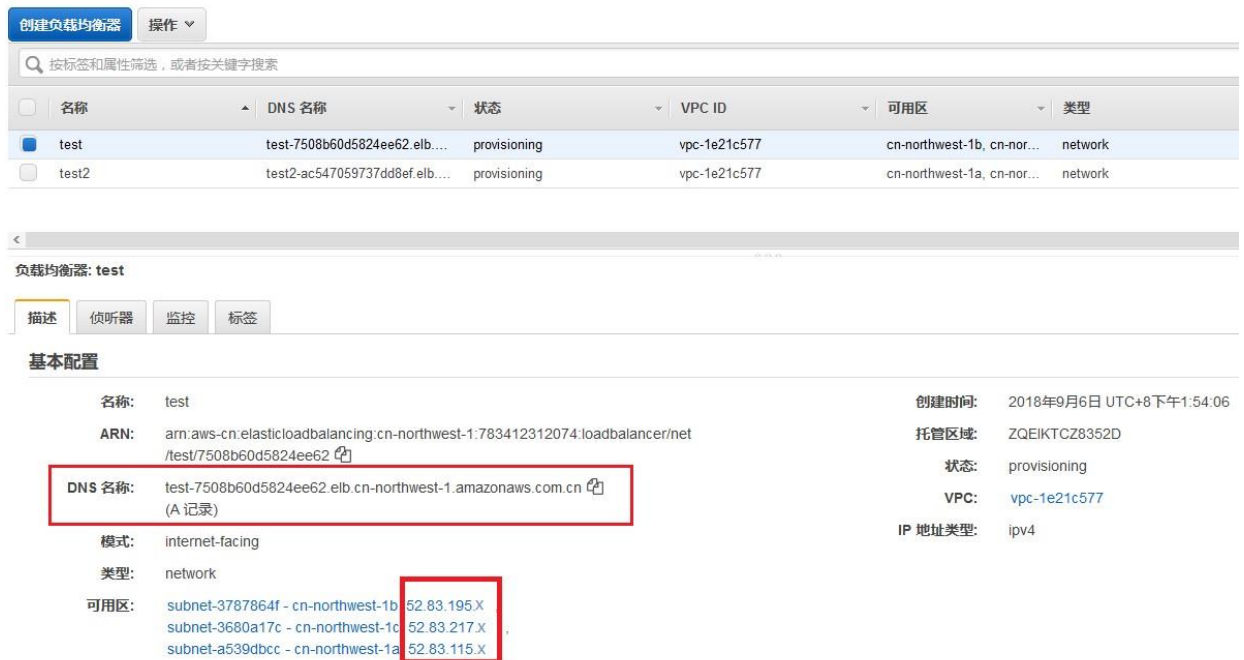 创建负载均衡器 操作
按标签和属性筛选，或者按关键字搜索
名称 DNS 名称 状态 VPC ID 可用区 类型
test test-7508b60d5824ee62.elb.... provisioning vpc-1e21c577 cn-northwest-1b, cn-nor... network
test2 test2-ac547059737dd8ef.elb.... provisioning vpc-1e21c577 cn-northwest-1a, cn-nor... network
负载均衡器: test
描述 侦听器 监控 标签
基本配置
名称: test 创建时间: 2018年9月6日 UTC+8下午1:54:06
ARN: arn:aws-cn:elasticloadbalancing:cn-northwest-1:783412312074:loadbalancer/net 托管区域: ZQEIKTCZ8352D
/test/7508b60d5824ee62
状态: provisioning
DNS 名称: test-7508b60d5824ee62.elb.cn-northwest-1.amazonaws.com.cn
VPC: vpc-1e21c577
(A 记录)
IP 地址类型: ipv4
模式: internet-facing
类型: network
可用区: subnet-3787864f - cn-northwest-1b 52.83.195.X ,
subnet-3680a17c - cn-northwest-1c 52.83.217.X ,
subnet-a539dbcc - cn-northwest-1a 52.83.115.X